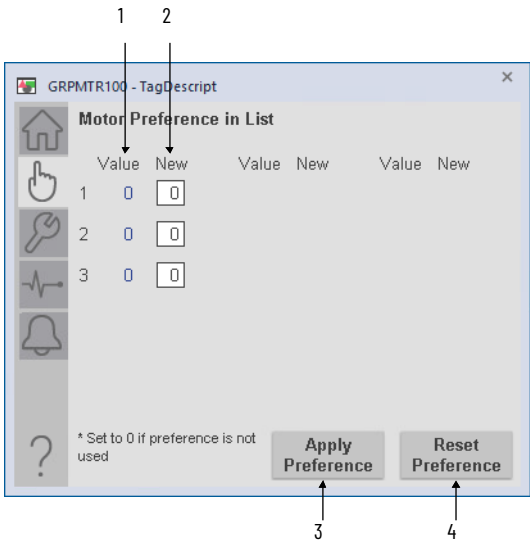 1 2
GRPMTR100 - TagDescript ×
Motor Preference in List
Value New Value New Value New
1 0 0
2 0 0
3 0 0
* Set to 0 if preference is not
used
Apply
Preference
Reset
Preference
?
3 4